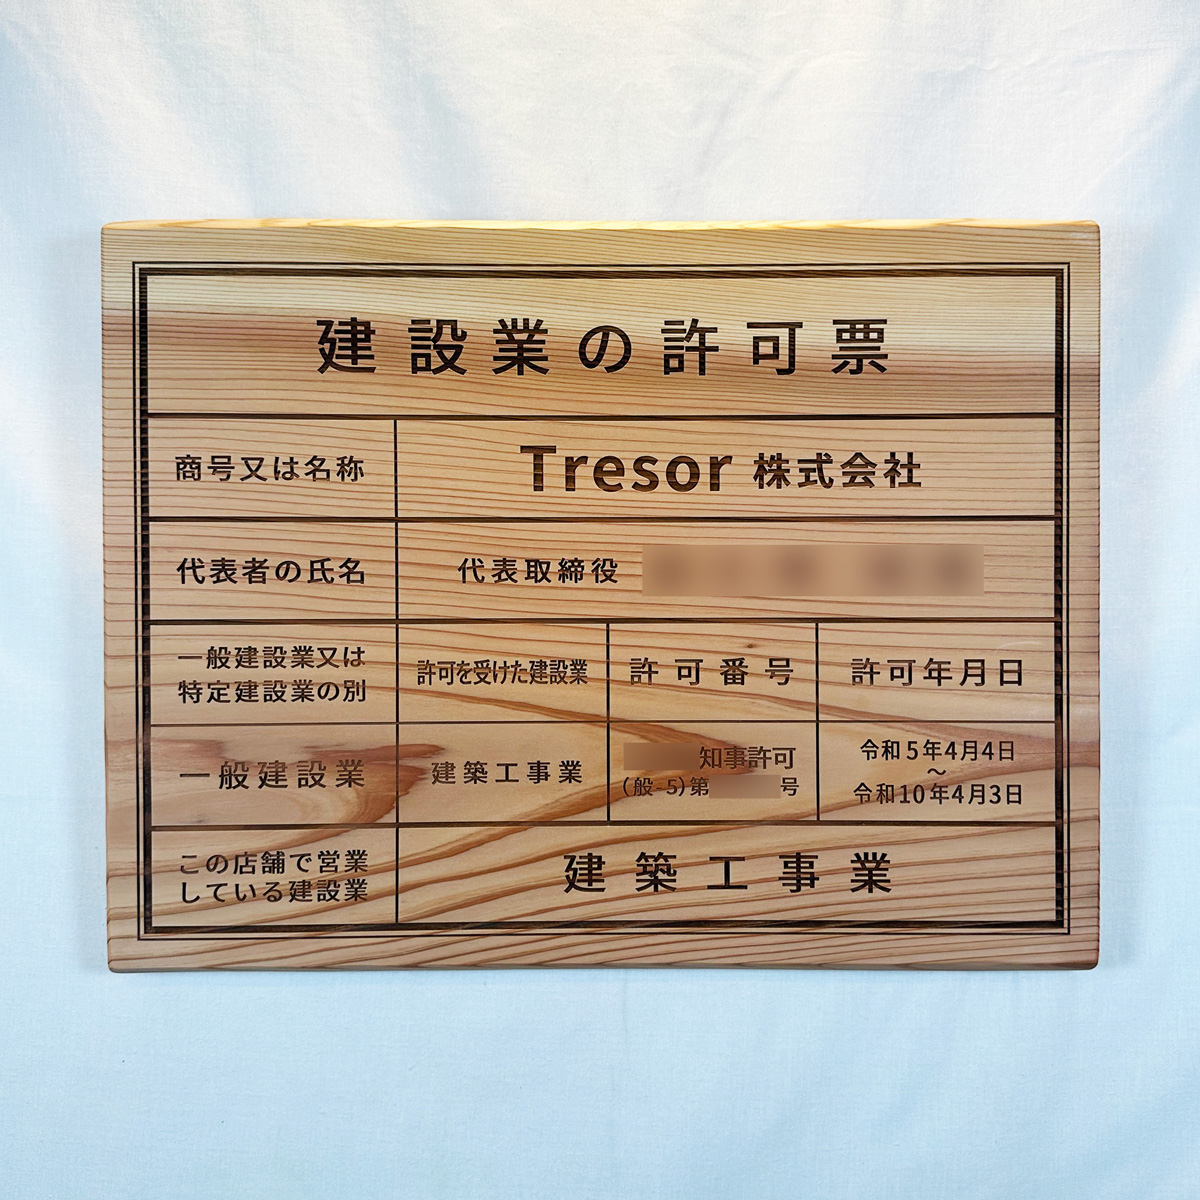 建設業の許可票
商号又は名称
Tresor 株式会社
代表者の氏名
代表取締役
一般建設業又は
特定建設業の別
許可を受けた建設業
許可番号
許可年月日
一般建設業
建築工事業
知事許可
(般-5)第 号
令和5年4月4日
～
令和10年4月3日
この店舗で営業
している建設業
建築工事業